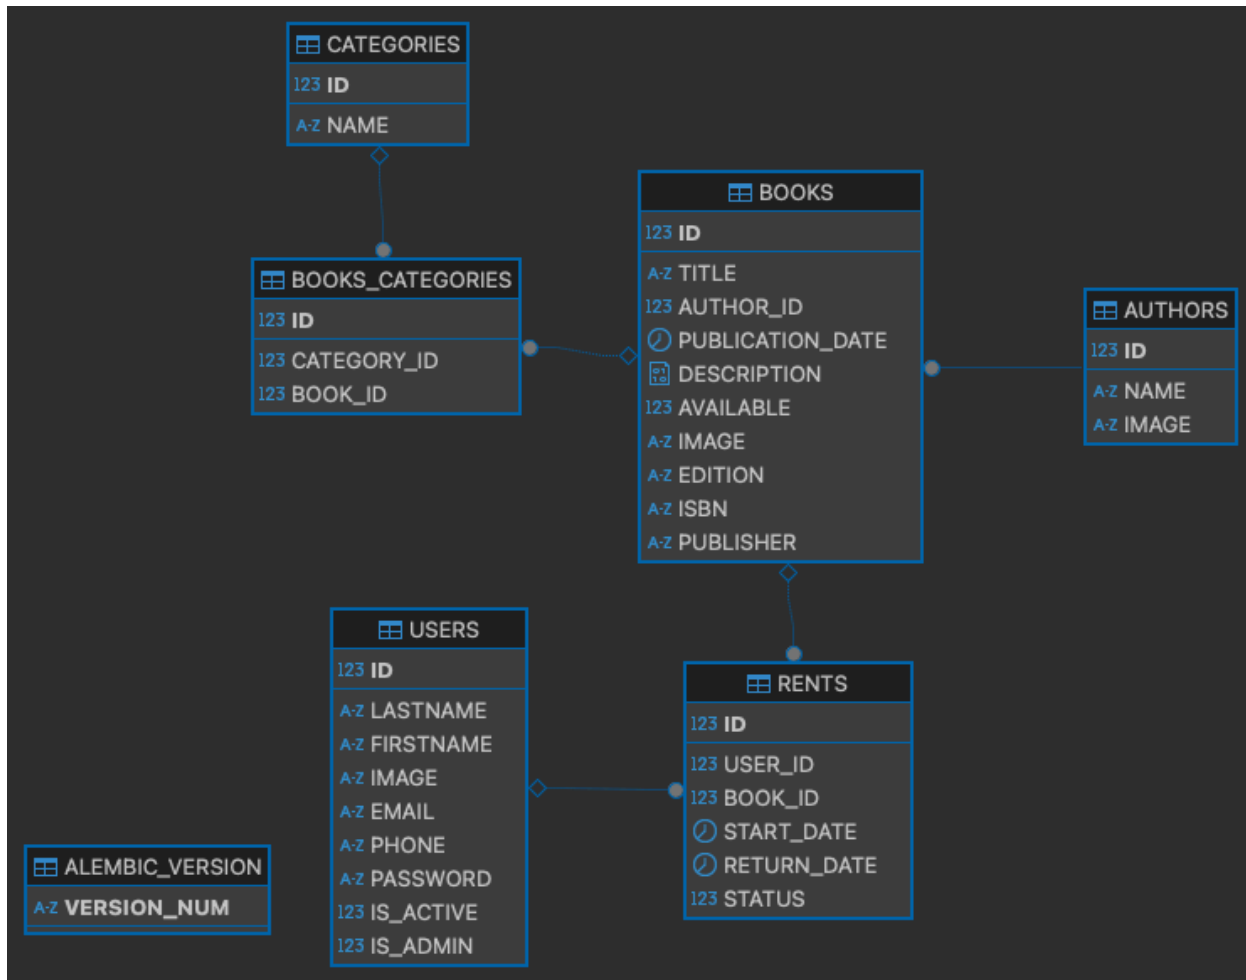 CATEGORIES
123 ID
A-Z NAME
BOOKS_CATEGORIES
123 ID
123 CATEGORY_ID
123 BOOK_ID
BOOKS
123 ID
A-Z TITLE
123 AUTHOR_ID
PUBLICATION_DATE
DESCRIPTION
123 AVAILABLE
A-Z IMAGE
A-Z EDITION
A-Z ISBN
A-Z PUBLISHER
AUTHORS
123 ID
A-Z NAME
A-Z IMAGE
USERS
123 ID
A-Z LASTNAME
A-Z FIRSTNAME
A-Z IMAGE
A-Z EMAIL
A-Z PHONE
A-Z PASSWORD
123 IS_ACTIVE
123 IS_ADMIN
RENTS
123 ID
123 USER_ID
123 BOOK_ID
START_DATE
RETURN_DATE
123 STATUS
ALEMBIC_VERSION
A-Z VERSION_NUM